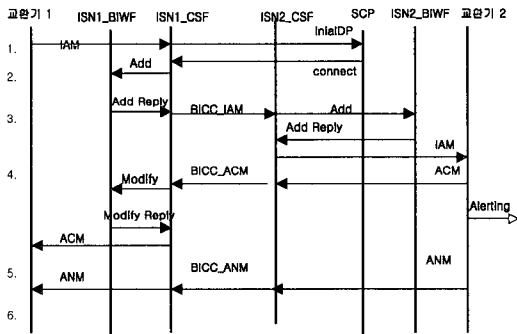 교환기 1 ISN1_BIWF ISN1_CSF ISN2_CSF SCP ISN2_BIWF 교환기 2
1. IAM InialDP
Add connect
2.
Add Reply BICC_IAM Add
3.
Add Reply
IAM
4. Modify BICC_ACM ACM
Alerting
Modify Reply
ACM
5. ANM BICC_ANM ANM
6.